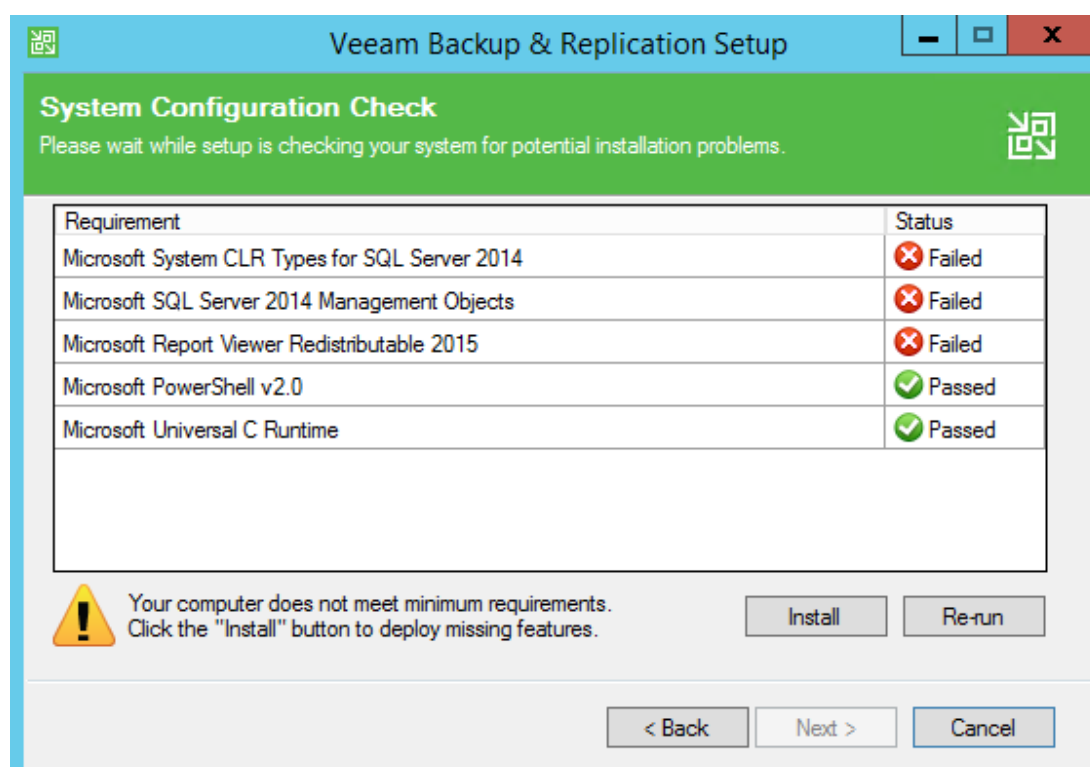 Veeam Backup & Replication Setup
System Configuration Check
Please wait while setup is checking your system for potential installation problems.
Requirement Status
Microsoft System CLR Types for SQL Server 2014 Failed
Microsoft SQL Server 2014 Management Objects Failed
Microsoft Report Viewer Redistributable 2015 Failed
Microsoft PowerShell v2.0 Passed
Microsoft Universal C Runtime Passed
Your computer does not meet minimum requirements.
Click the "Install" button to deploy missing features.
Install Re-run
< Back Next > Cancel